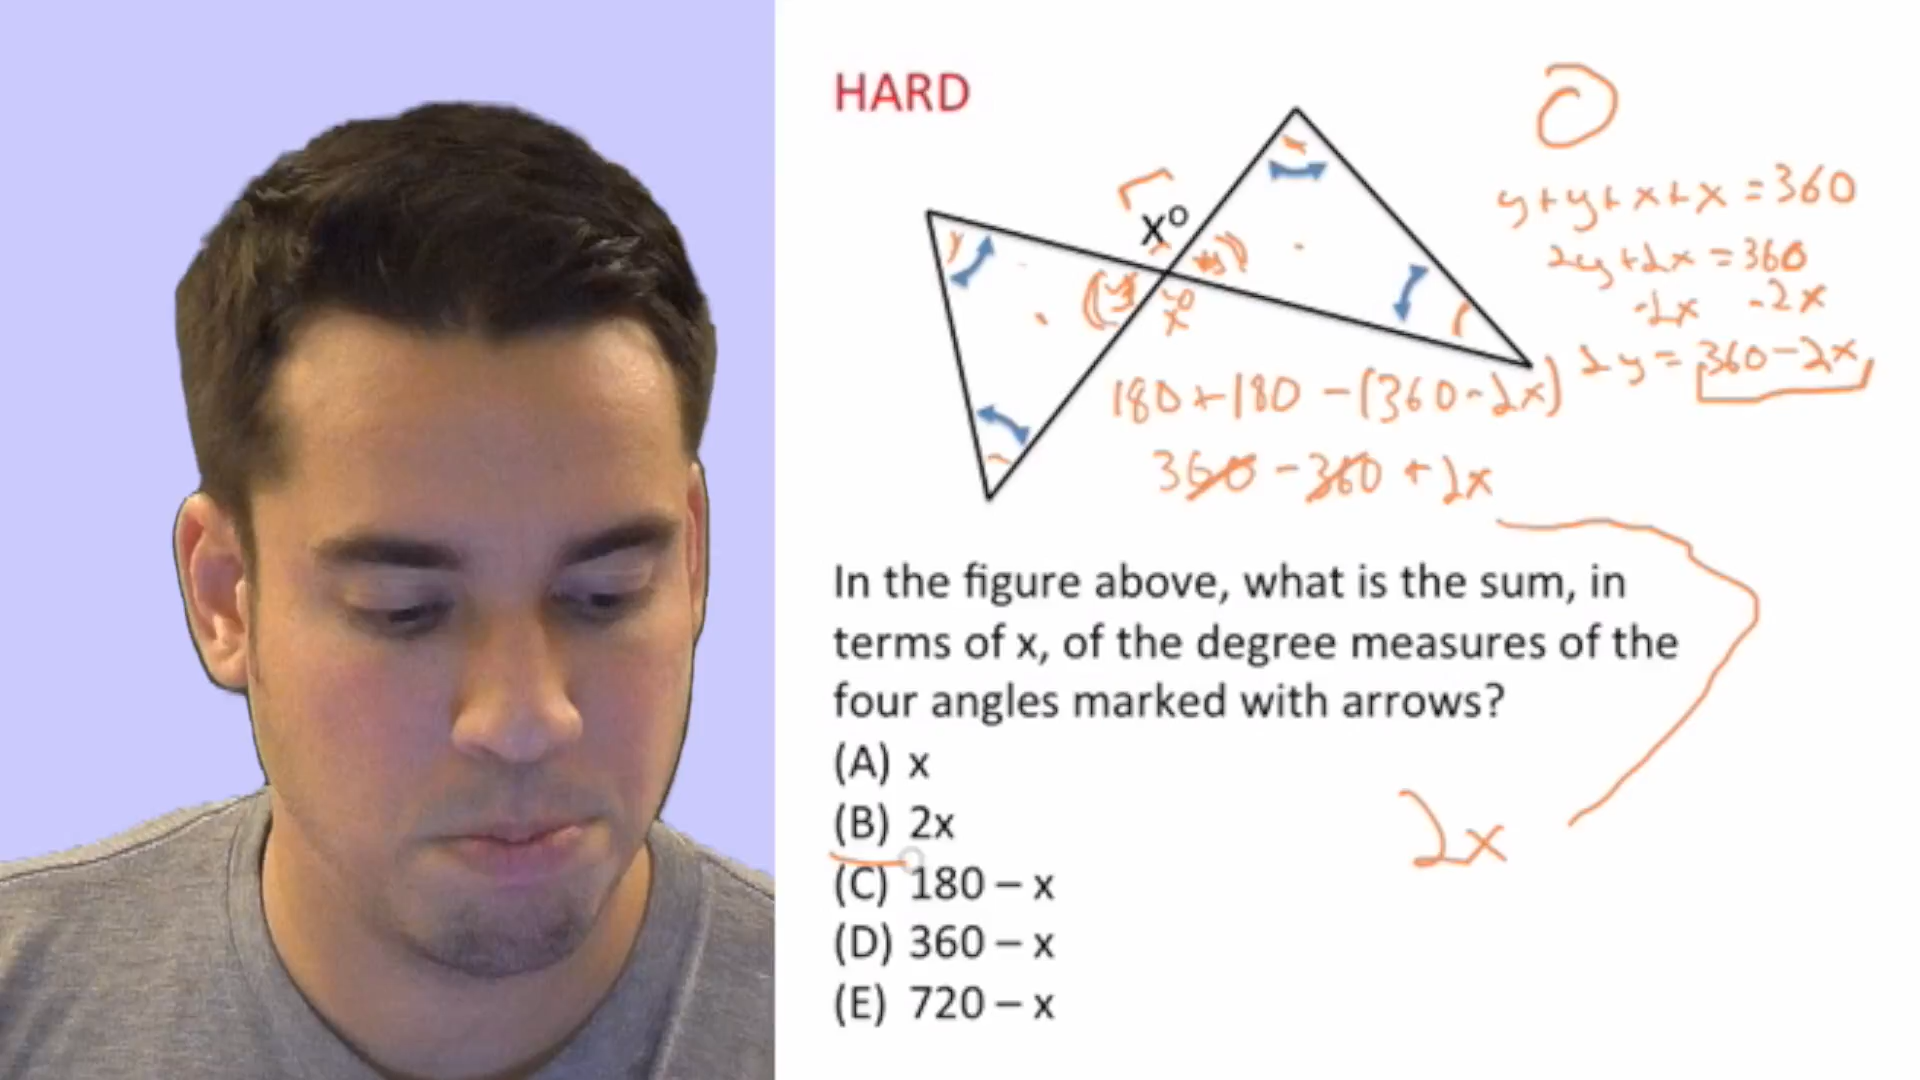 HARD
y+y+x+x=360
x°
2y+2x=360
-2x -2x
2y=360-2x
y
y
x
180+180-(360-2x)
360-360+2x
In the figure above, what is the sum, in
terms of x, of the degree measures of the
four angles marked with arrows?
(A) x
(B) 2x
2x
(C) 180 – x
(D) 360 – x
(E) 720 – x